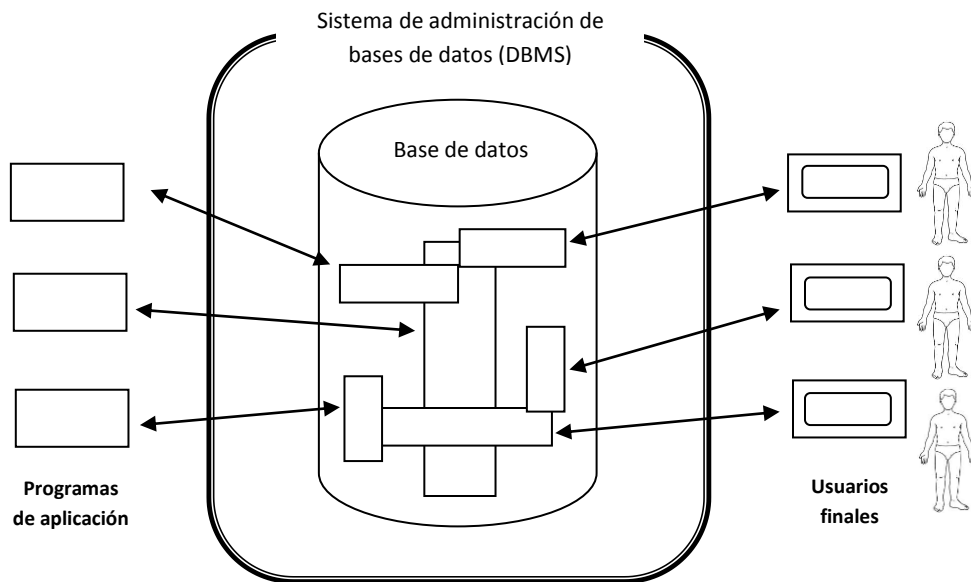 Sistema de administración de
bases de datos (DBMS)
Base de datos
Programas
de aplicación
Usuarios
finales